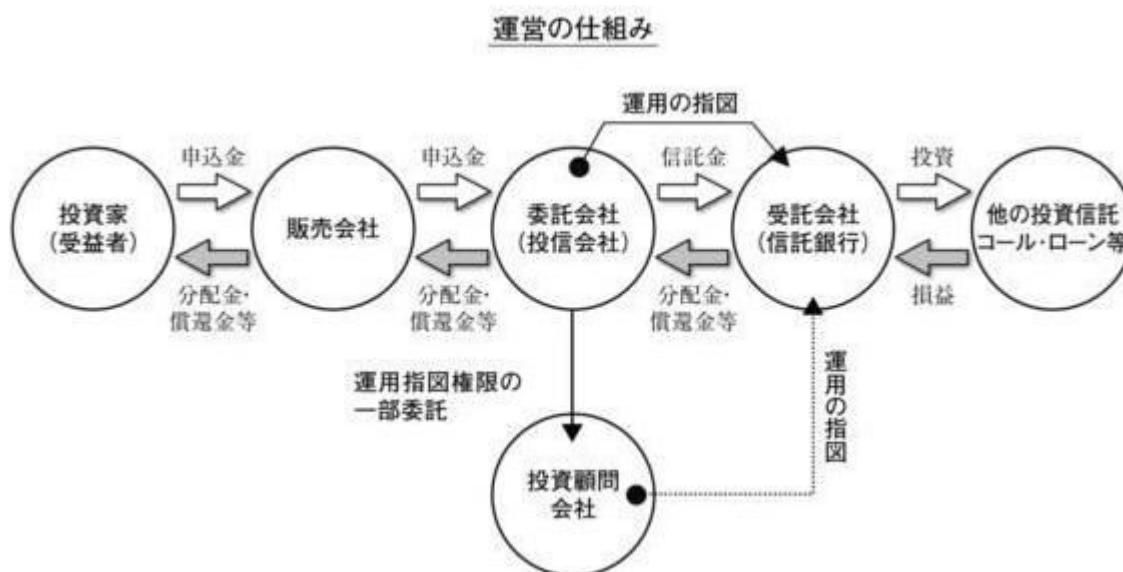 運営の仕組み
運用の指図
申込金
申込金
信託金
投資
投資家
(受益者)
販売会社
委託会社
(投信会社)
受託会社
(信託銀行)
他の投資信託
コール・ローン等
分配金・
償還金等
分配金・
償還金等
分配金・
償還金等
損益
運用指図権限の
一部委託
運用の指図
投資顧問
会社